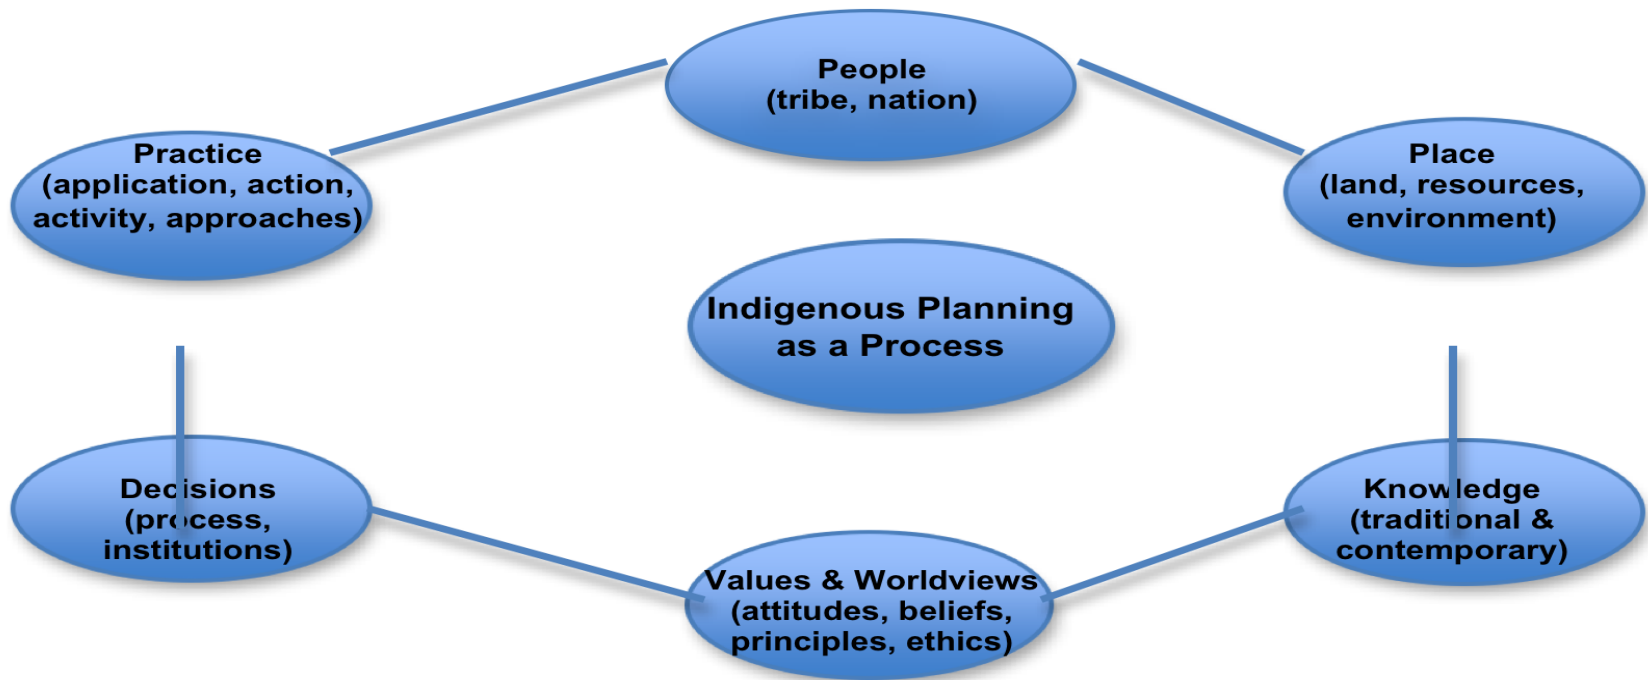 People
(tribe, nation)
Practice
(application, action,
activity, approaches)
Place
(land, resources,
environment)
Indigenous Planning
as a Process
Decisions
(process,
institutions)
Knowledge
(traditional &
contemporary)
Values & Worldviews
(attitudes, beliefs,
principles, ethics)